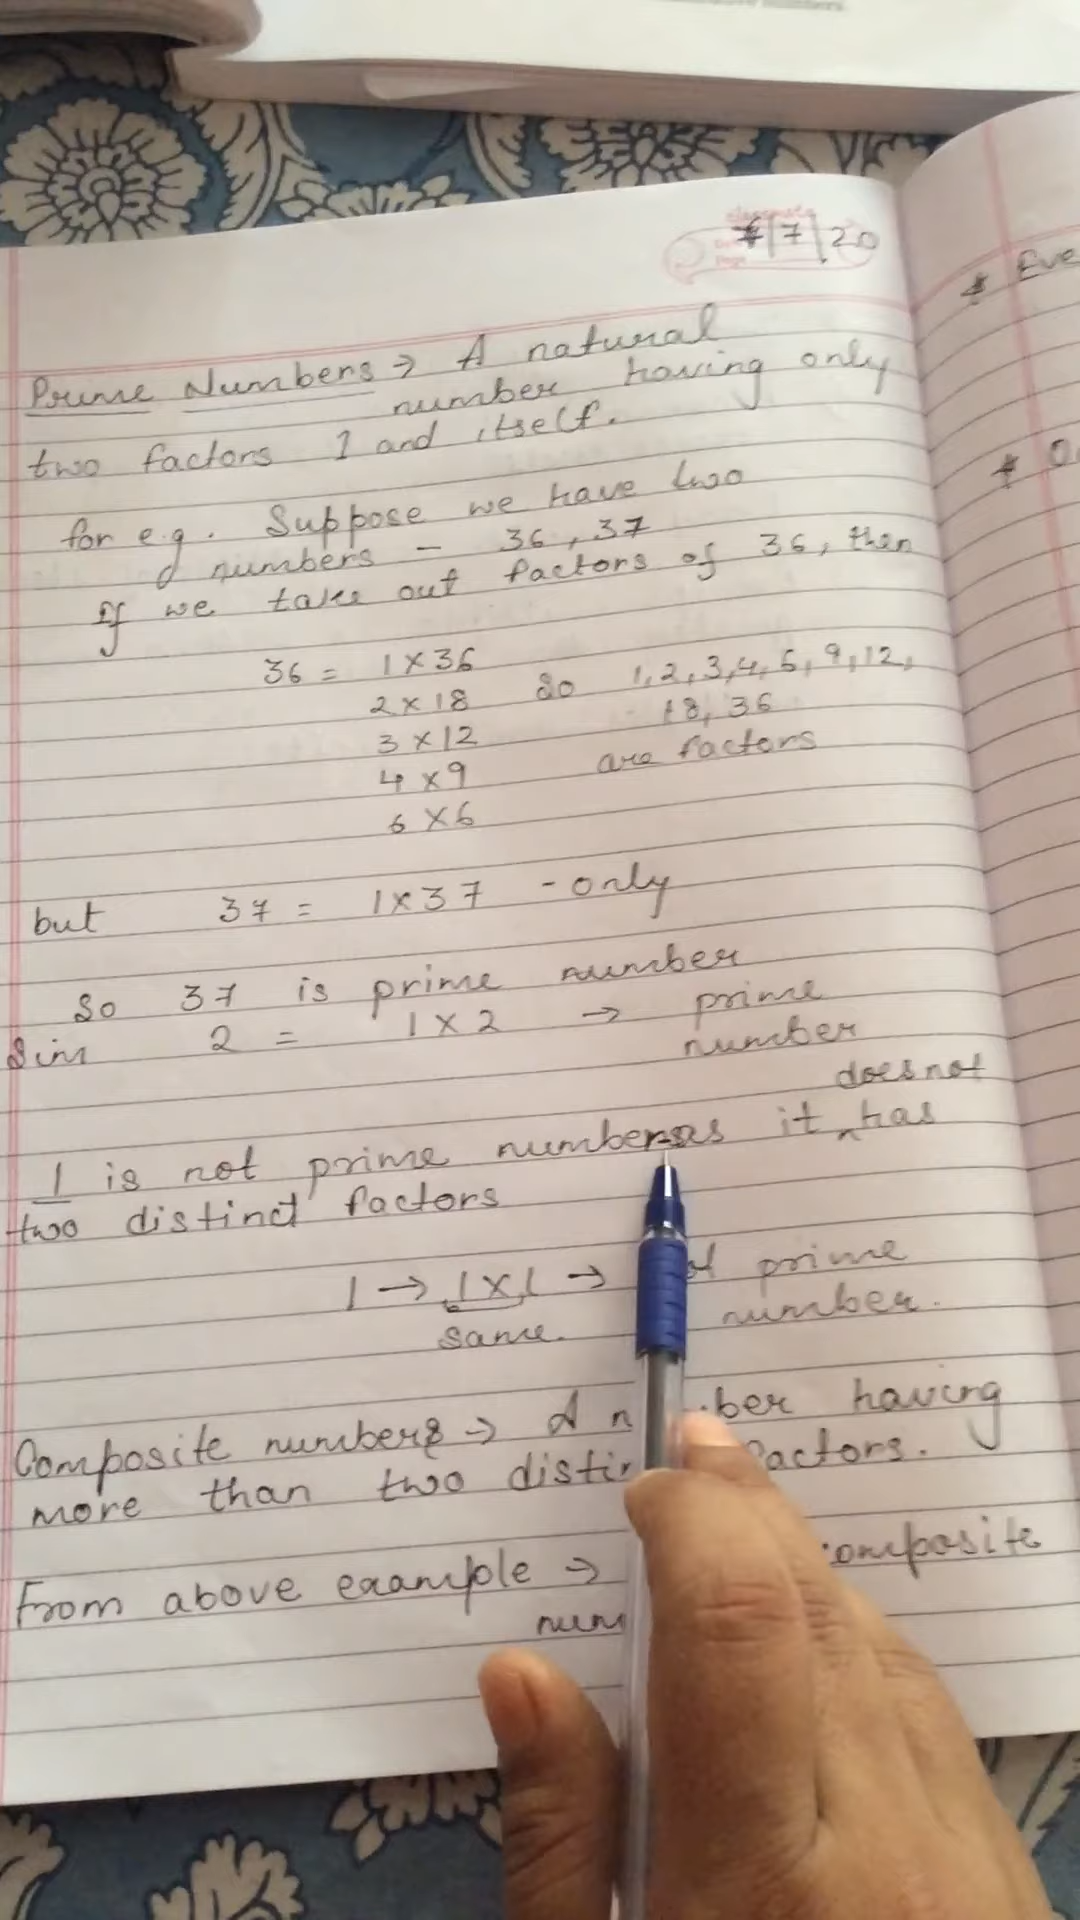 classmate
7/7/20
Prime Numbers → A natural
number having only
two factors 1 and itself.
for e.g. Suppose we have two
numbers - 36, 37
If we take out factors of 36, then
36 = 1 × 36
2 × 18 So 1, 2, 3, 4, 6, 9, 12,
3 × 12 18, 36
4 × 9 are factors
6 × 6
but 37 = 1 × 37 - only
So 37 is prime number
Sim 2 = 1 × 2 → prime
number
does not
1 is not prime number as it ^ has
two distinct factors
1 → 1 × 1 → prime
same. number.
Composite numbers → A having
more than two factors.
From above example → composite
* Eve
*